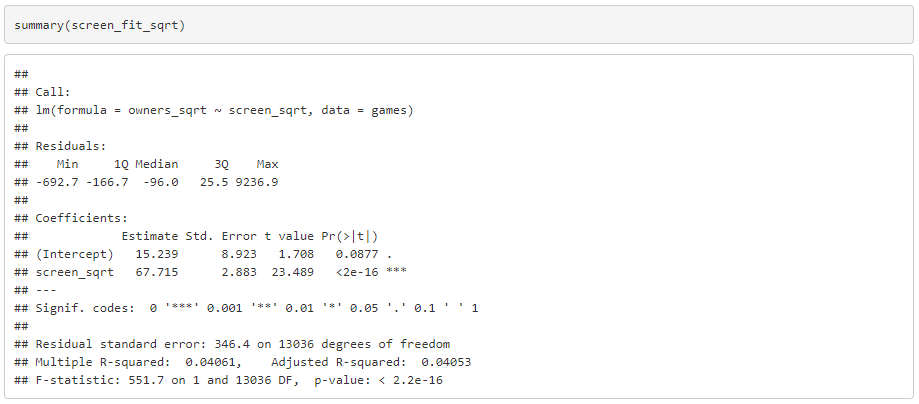 summary(screen_fit_sqrt)
##
## Call:
## lm(formula = owners_sqrt ~ screen_sqrt, data = games)
##
## Residuals:
##    Min     1Q Median     3Q    Max
## -692.7 -166.7  -96.0   25.5 9236.9
##
## Coefficients:
##             Estimate Std. Error t value Pr(>|t|)
## (Intercept)   15.239      8.923   1.708   0.0877 .
## screen_sqrt   67.715      2.883  23.489   <2e-16 ***
## ---
## Signif. codes:  0 '***' 0.001 '**' 0.01 '*' 0.05 '.' 0.1 ' ' 1
##
## Residual standard error: 346.4 on 13036 degrees of freedom
## Multiple R-squared:  0.04061,    Adjusted R-squared:  0.04053
## F-statistic: 551.7 on 1 and 13036 DF,  p-value: < 2.2e-16